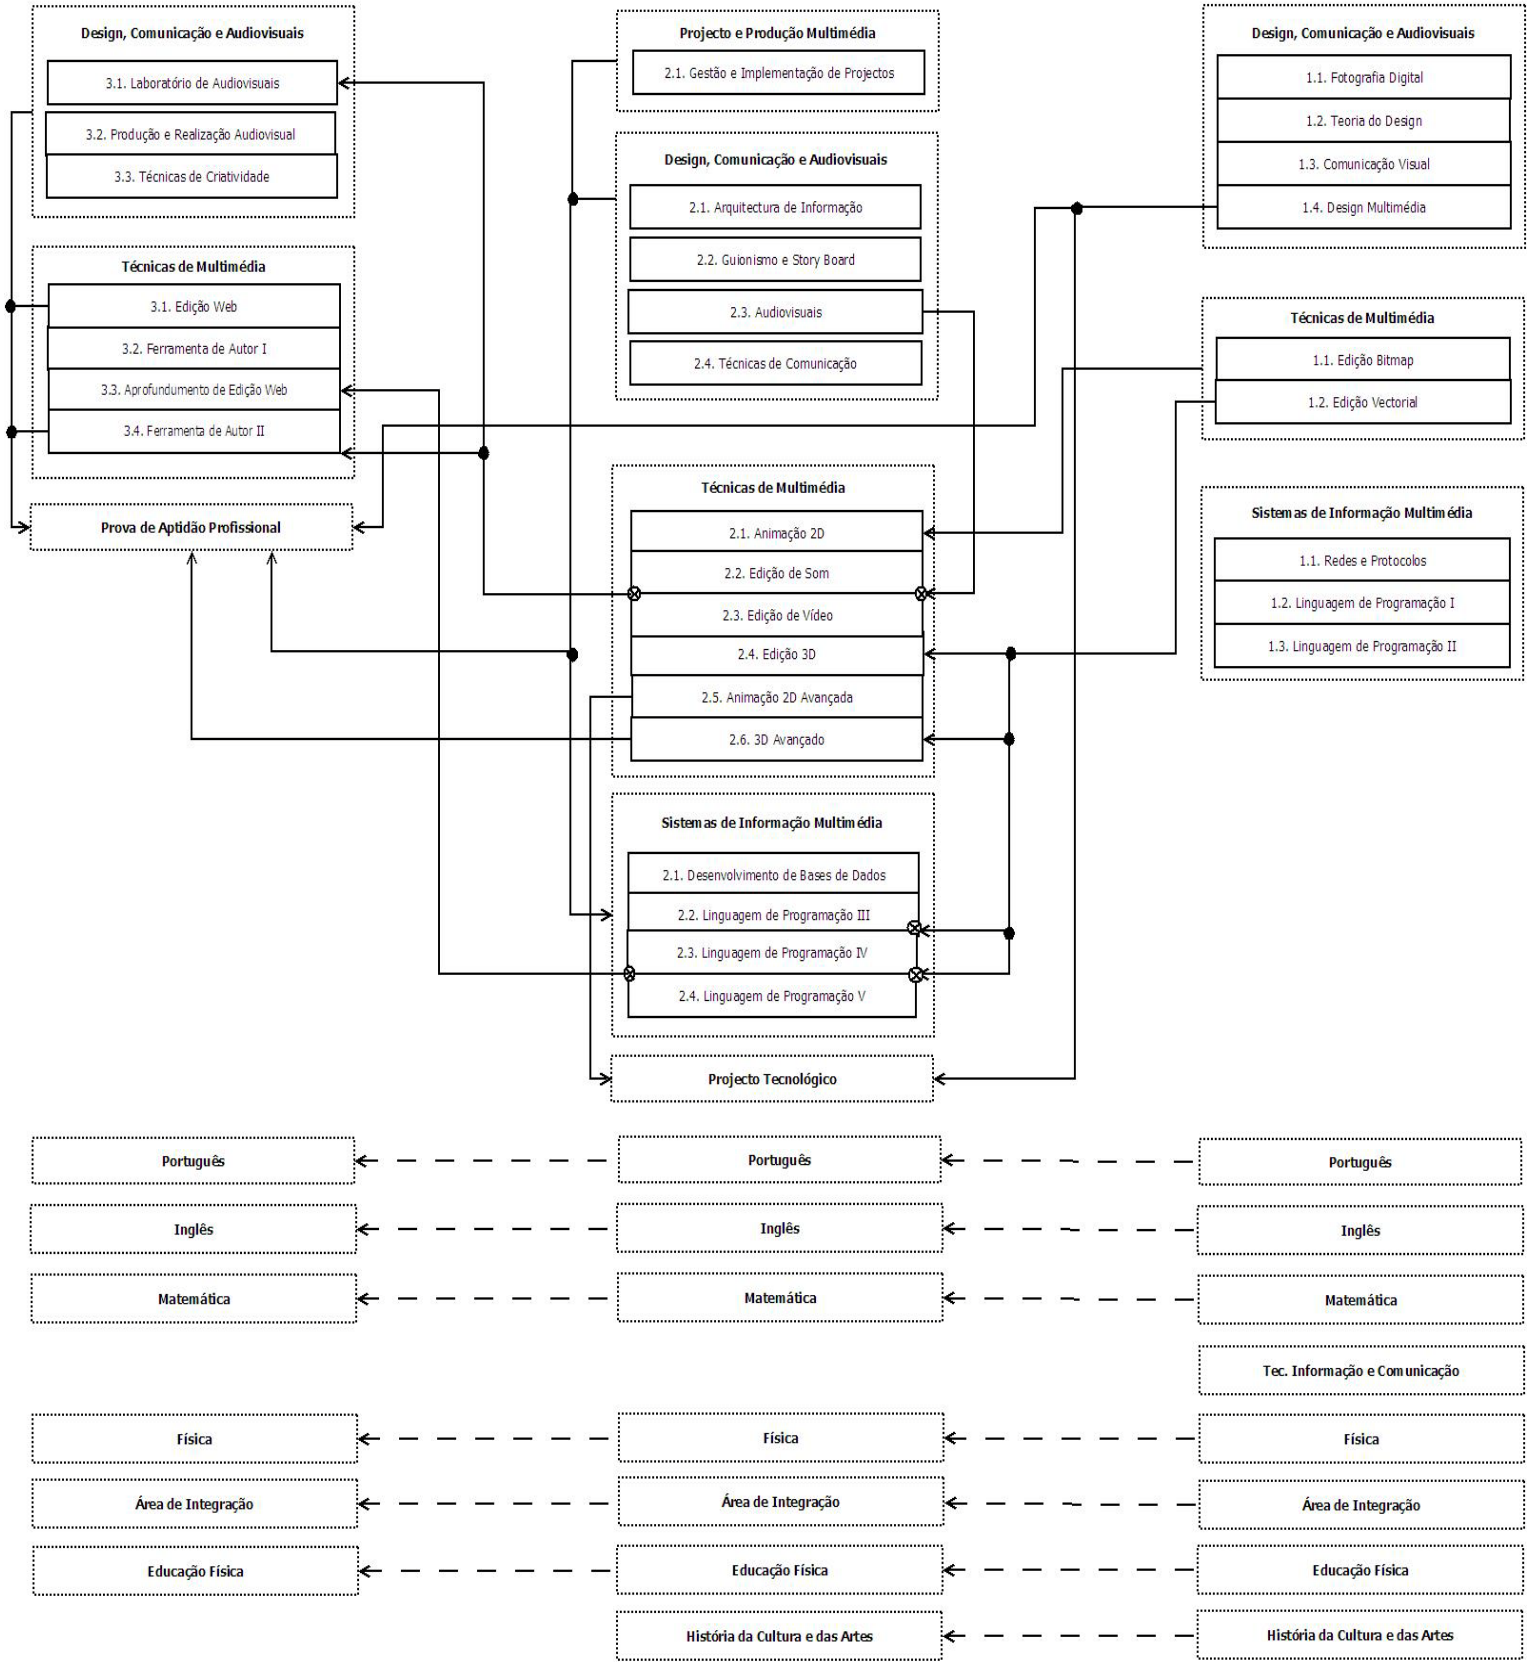 Design, Comunicação e Audiovisuais
3.1. Laboratório de Audiovisuais
3.2. Produção e Realização Audiovisual
3.3. Técnicas de Criatividade
Técnicas de Multimédia
3.1. Edição Web
3.2. Ferramenta de Autor I
3.3. Aprofundumento de Edição Web
3.4. Ferramenta de Autor II
Prova de Aptidão Profissional
Projecto e Produção Multimédia
2.1. Gestão e Implementação de Projectos
Design, Comunicação e Audiovisuais
2.1. Arquitectura de Informação
2.2. Guionismo e Story Board
2.3. Audiovisuais
2.4. Técnicas de Comunicação
Técnicas de Multimédia
2.1. Animação 2D
2.2. Edição de Som
2.3. Edição de Vídeo
2.4. Edição 3D
2.5. Animação 2D Avançada
2.6. 3D Avançado
Sistemas de Informação Multimédia
2.1. Desenvolvimento de Bases de Dados
2.2. Linguagem de Programação III
2.3. Linguagem de Programação IV
2.4. Linguagem de Programação V
Projecto Tecnológico
Design, Comunicação e Audiovisuais
1.1. Fotografia Digital
1.2. Teoria do Design
1.3. Comunicação Visual
1.4. Design Multimédia
Técnicas de Multimédia
1.1. Edição Bitmap
1.2. Edição Vectorial
Sistemas de Informação Multimédia
1.1. Redes e Protocolos
1.2. Linguagem de Programação I
1.3. Linguagem de Programação II
Português
Português
Português
Inglês
Inglês
Inglês
Matemática
Matemática
Matemática
Tec. Informação e Comunicação
Física
Física
Física
Área de Integração
Área de Integração
Área de Integração
Educação Física
Educação Física
Educação Física
História da Cultura e das Artes
História da Cultura e das Artes